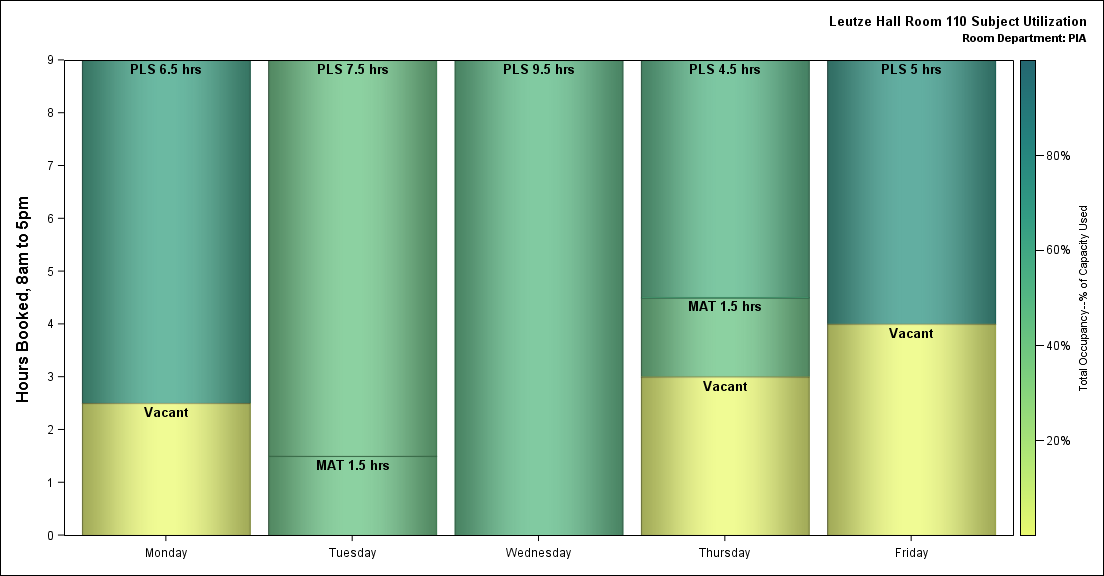 Leutze Hall Room 110 Subject Utilization
Room Department: PIA
Hours Booked, 8am to 5pm
9
8
7
6
5
4
3
2
1
0
PLS 6.5 hrs
Vacant
PLS 7.5 hrs
MAT 1.5 hrs
PLS 9.5 hrs
PLS 4.5 hrs
MAT 1.5 hrs
Vacant
PLS 5 hrs
Vacant
Monday
Tuesday
Wednesday
Thursday
Friday
80%
60%
40%
20%
Total Occupancy--% of Capacity Used